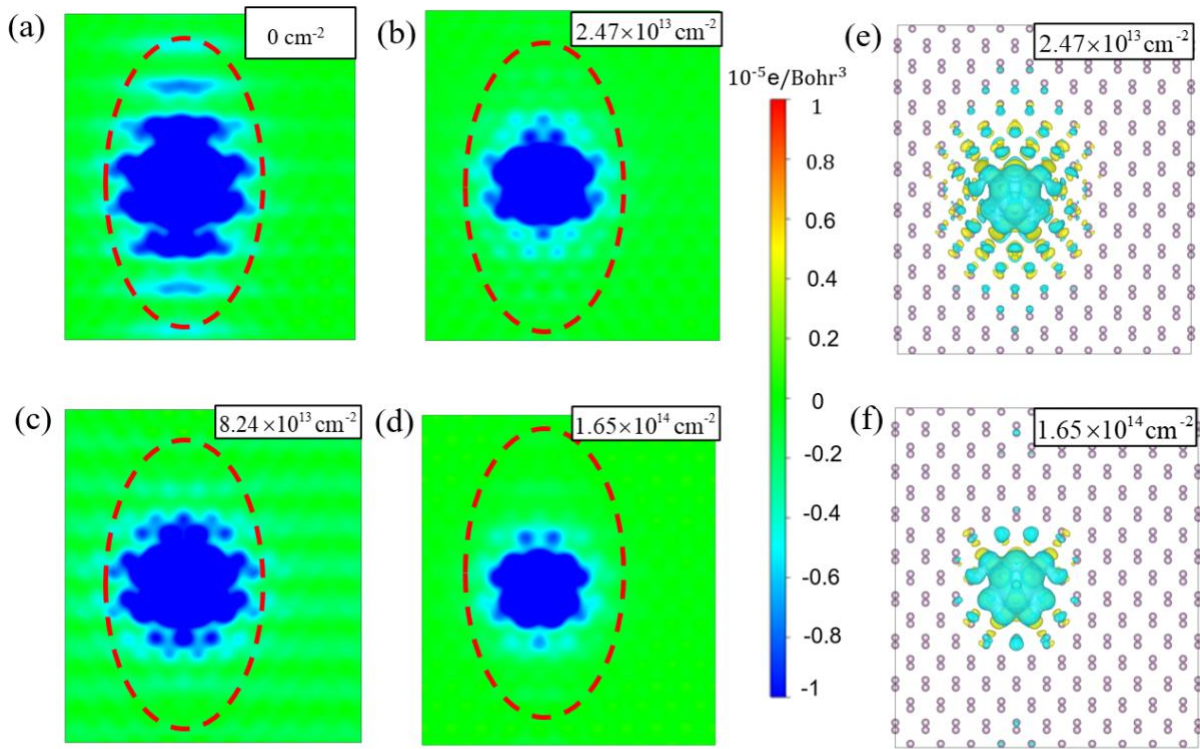 (a)
0 cm⁻²
(b)
2.47×10¹³ cm⁻²
10⁻⁵e/Bohr³
1
0.8
0.6
0.4
0.2
0
-0.2
-0.4
-0.6
-0.8
-1
(e)
2.47×10¹³ cm⁻²
(c)
8.24×10¹³ cm⁻²
(d)
1.65×10¹⁴ cm⁻²
(f)
1.65×10¹⁴ cm⁻²